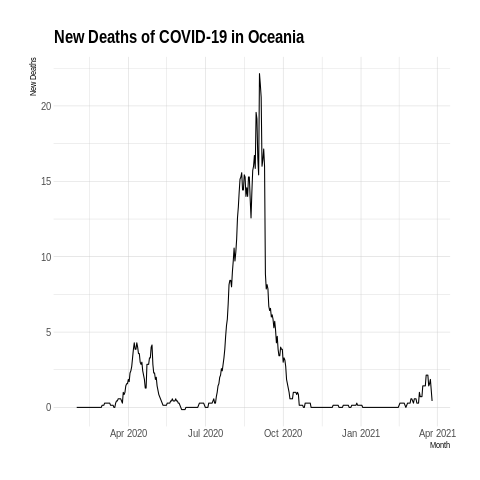 New Deaths of COVID-19 in Oceania
New Deaths
20
15
10
5
0
Apr 2020 Jul 2020 Oct 2020 Jan 2021 Apr 2021
Month